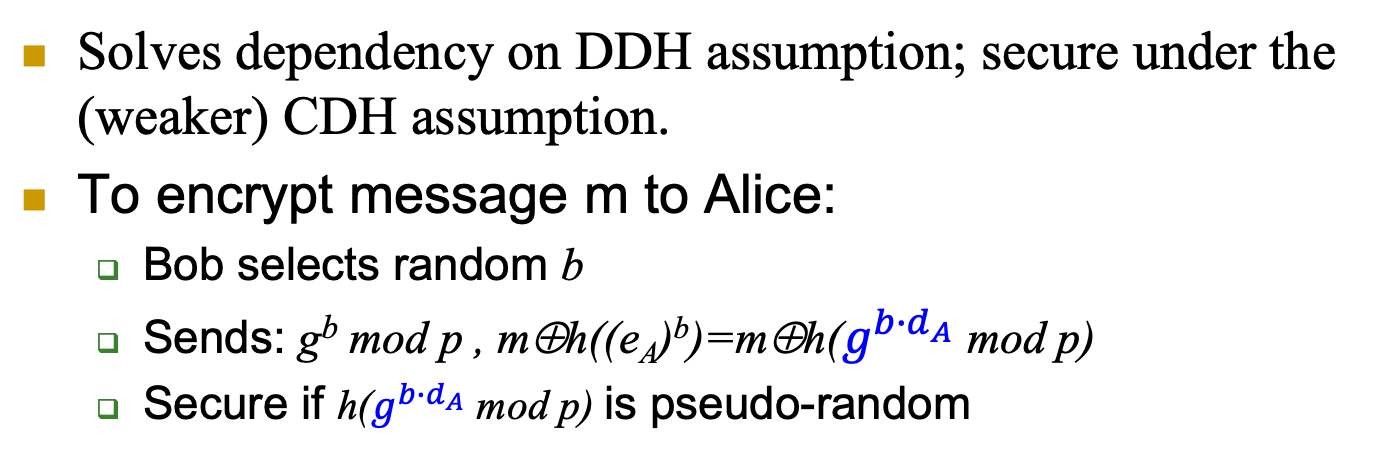 Solves dependency on DDH assumption; secure under the
(weaker) CDH assumption.
To encrypt message m to Alice:
Bob selects random b
Sends: g^b mod p , m⊕h((e_A)^b)=m⊕h(g^{b·d_A} mod p)
Secure if h(g^{b·d_A} mod p) is pseudo-random